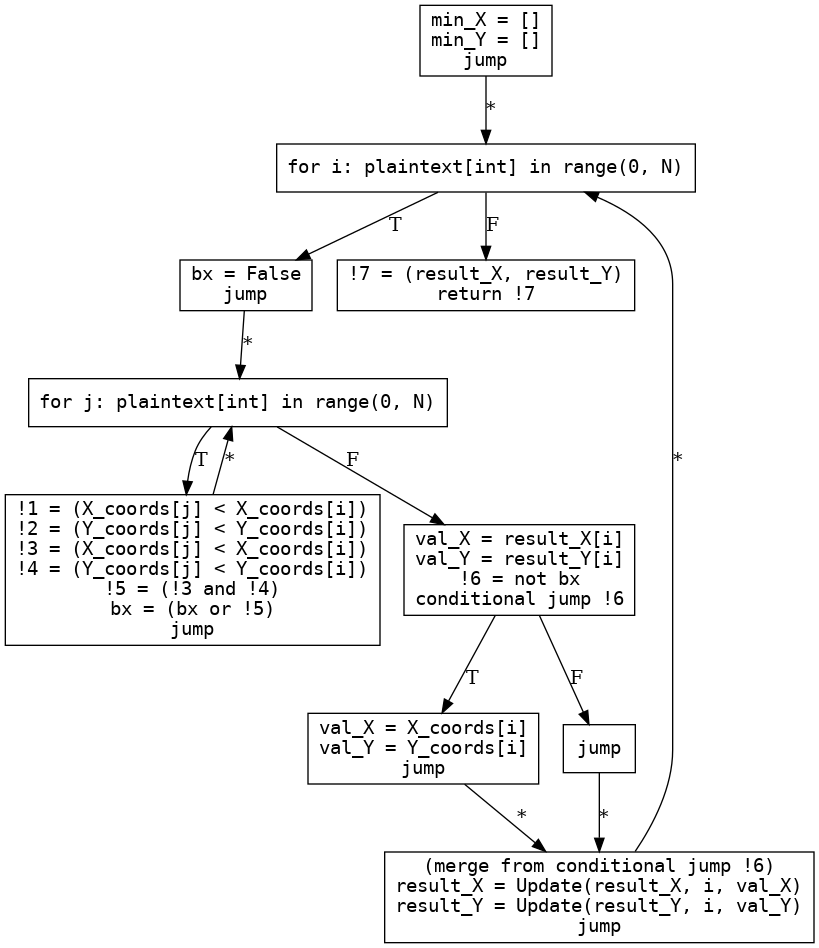 min_X = []
min_Y = []
jump
*
for i: plaintext[int] in range(0, N)
T
F
bx = False
jump
!7 = (result_X, result_Y)
return !7
*
for j: plaintext[int] in range(0, N)
T
*
F
*
!1 = (X_coords[j] < X_coords[i])
!2 = (Y_coords[j] < Y_coords[i])
!3 = (X_coords[j] < X_coords[i])
!4 = (Y_coords[j] < Y_coords[i])
!5 = (!3 and !4)
bx = (bx or !5)
jump
val_X = result_X[i]
val_Y = result_Y[i]
!6 = not bx
conditional jump !6
T
F
val_X = X_coords[i]
val_Y = Y_coords[i]
jump
jump
*
*
(merge from conditional jump !6)
result_X = Update(result_X, i, val_X)
result_Y = Update(result_Y, i, val_Y)
jump